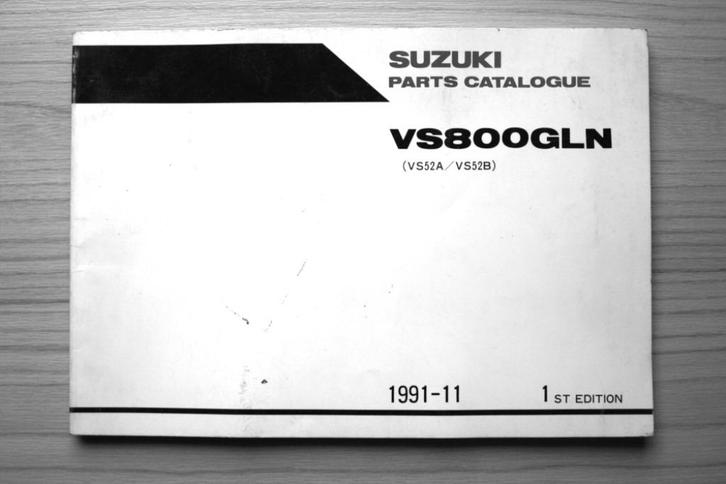 SUZUKI
PARTS CATALOGUE
VS800GLN
(VS52A/VS52B)
1991-11 1 ST EDITION